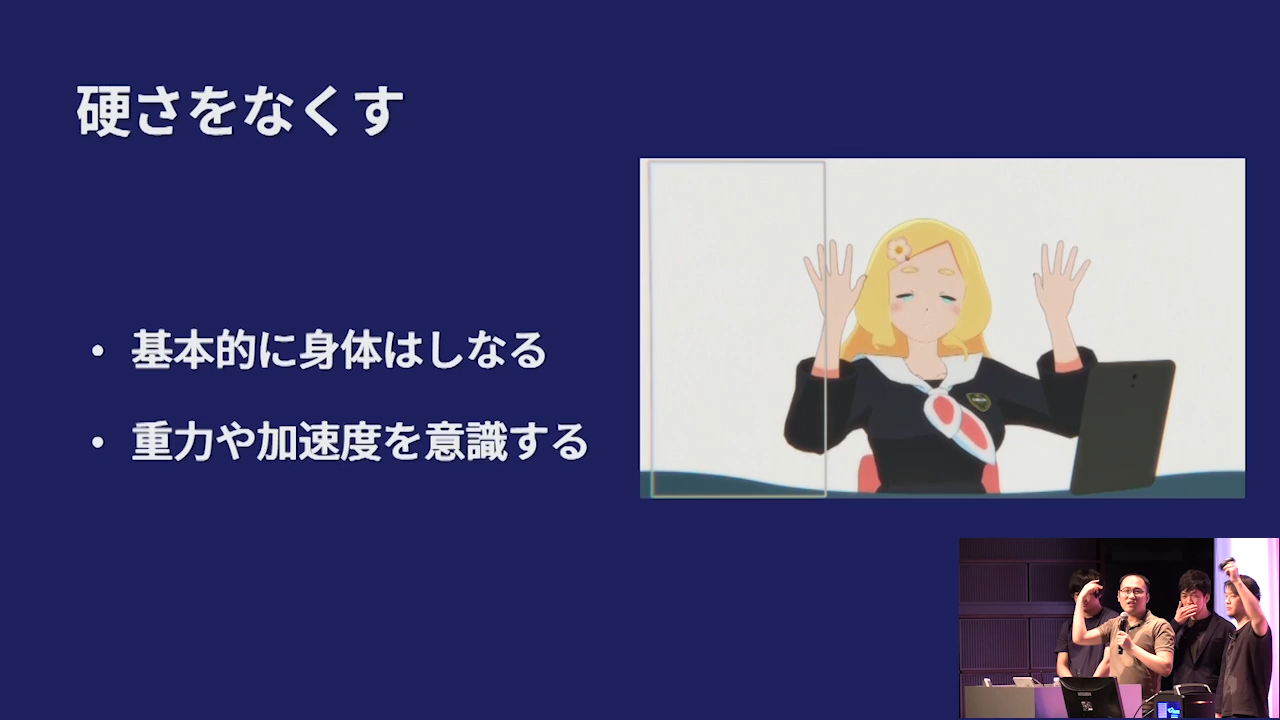 硬さをなくす
• 基本的に身体はしなる
• 重力や加速度を意識する